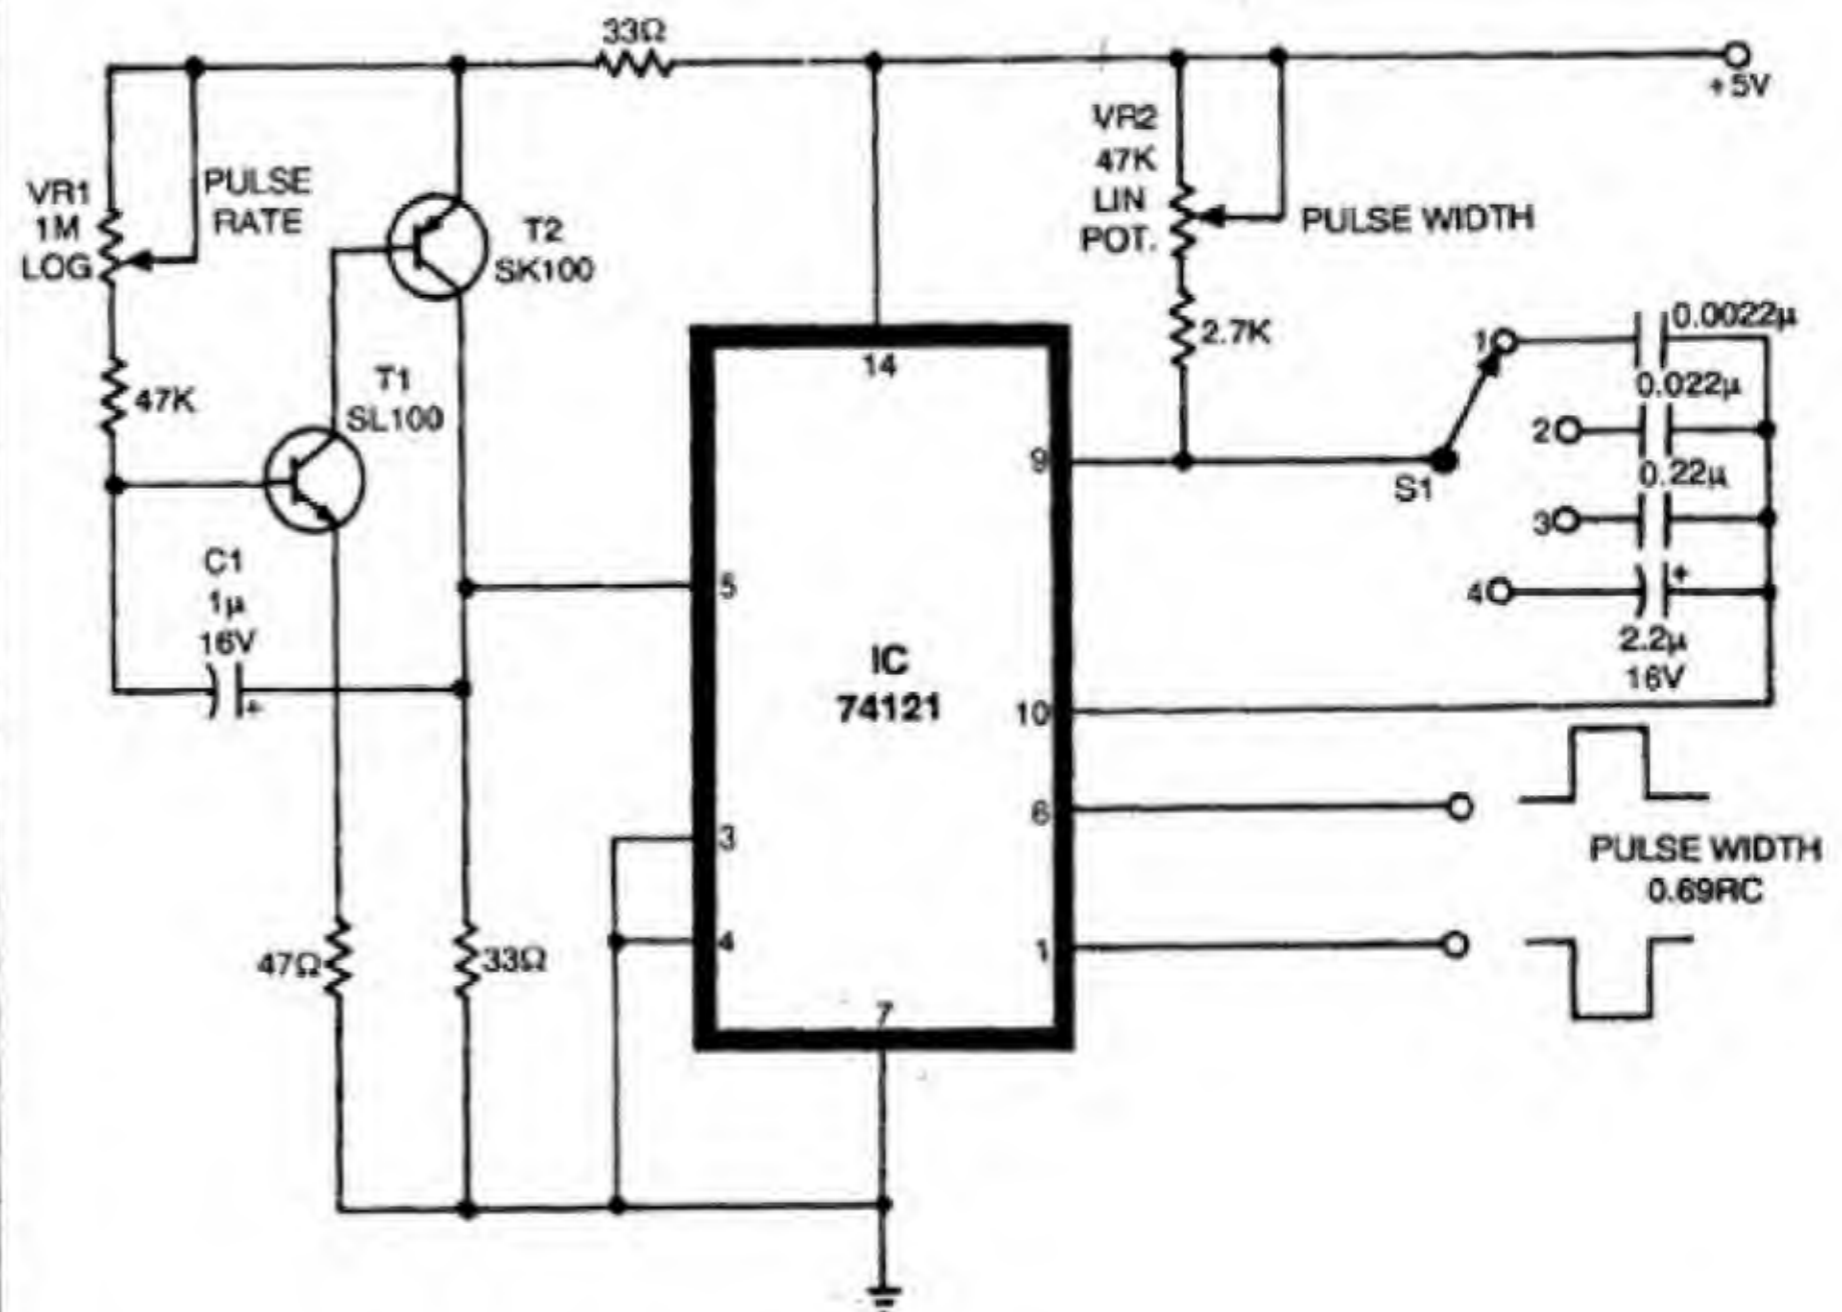 33Ω
+5V
VR1
1M
LOG
PULSE
RATE
T2
SK100
VR2
47K
LIN
POT.
PULSE WIDTH
47K
T1
SL100
2.7K
14
1
0.0022µ
0.022µ
2
0.22µ
3
4
+
2.2µ
16V
9
S1
C1
1µ
16V
+
5
IC
74121
10
3
6
PULSE WIDTH
0.69RC
4
1
47Ω
33Ω
7